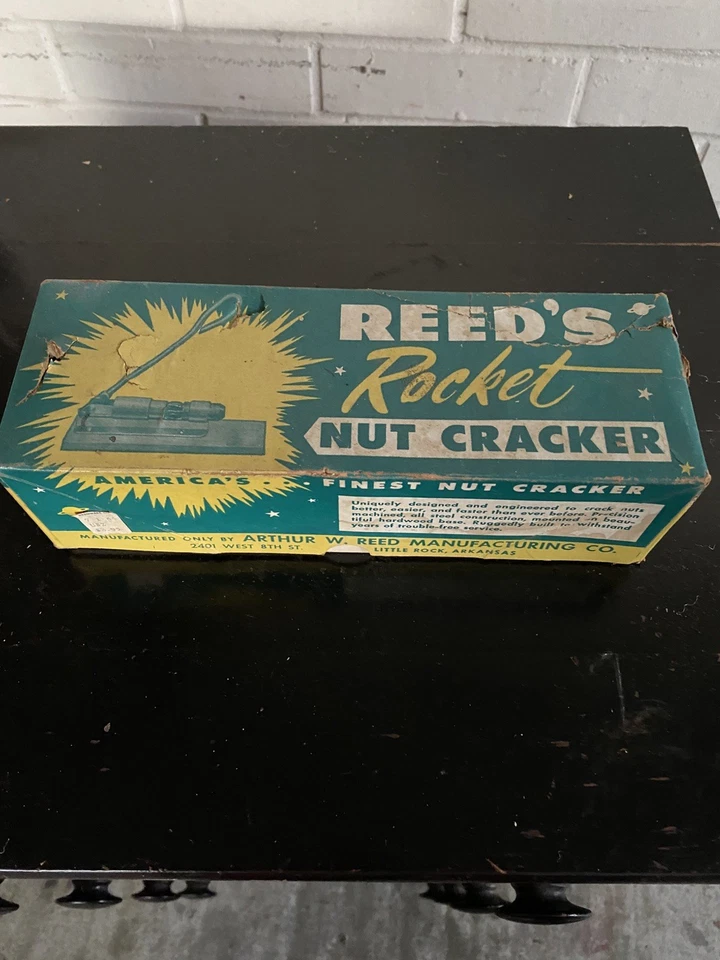 REED'S
Rocket
NUT CRACKER
AMERICA'S . . . FINEST NUT CRACKER
Uniquely designed and engineered to crack nuts
better, easier, and faster than ever before. Precision
machined, all steel construction, mounted on beau-
tiful hardwood base. Ruggedly built to withstand
years of trouble-free service.
MANUFACTURED ONLY BY ARTHUR W. REED MANUFACTURING CO.
2401 WEST 8TH ST. LITTLE ROCK, ARKANSAS